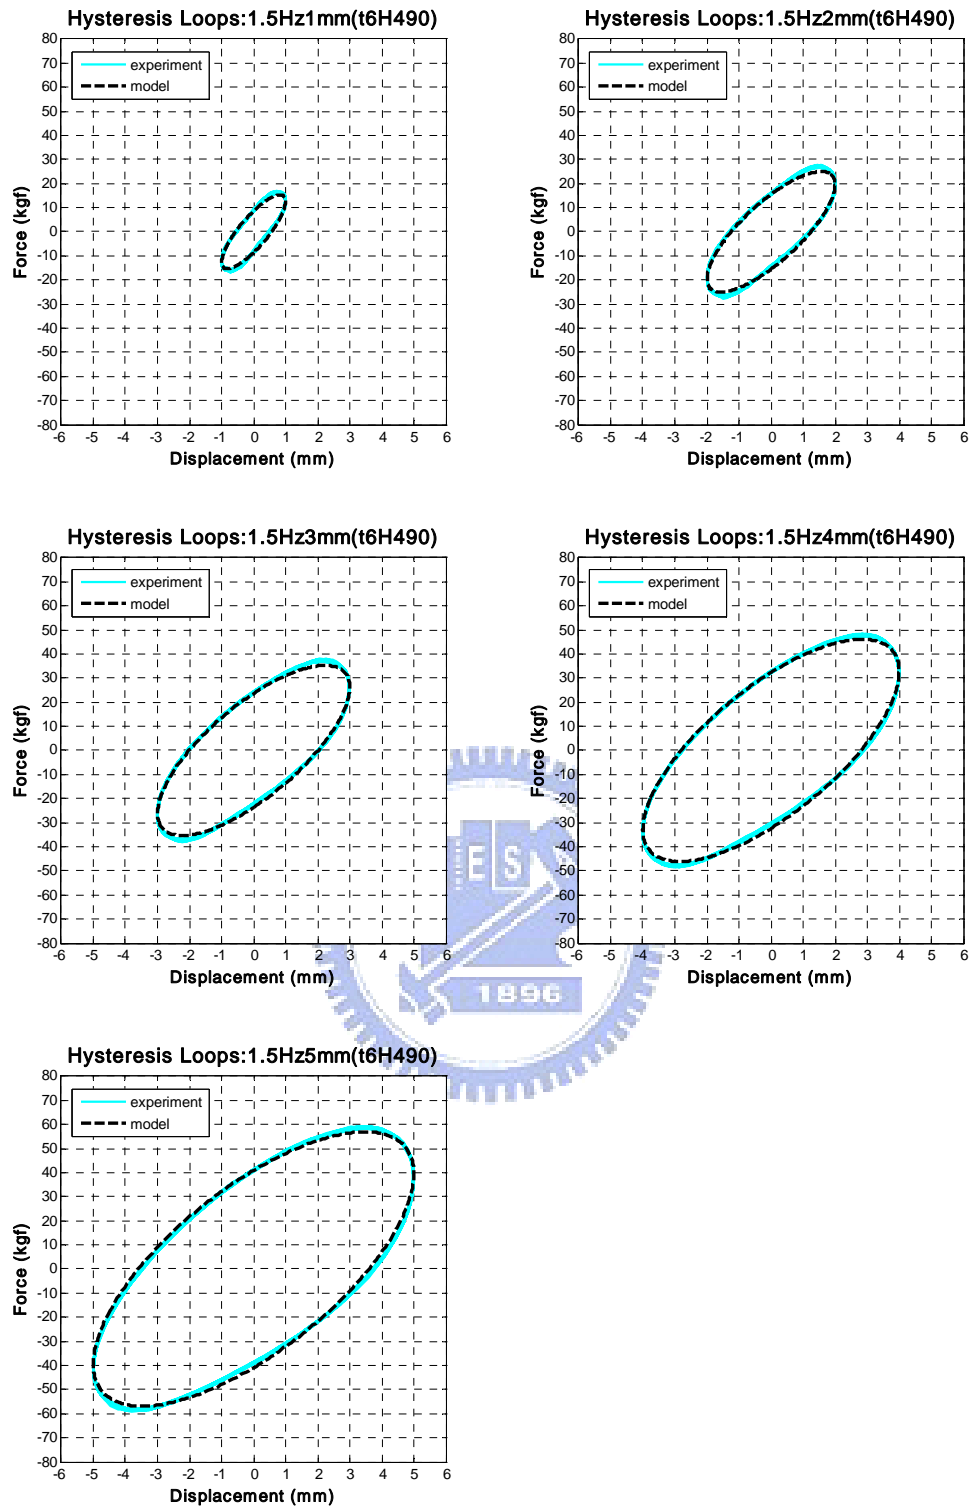 Hysteresis Loops:1.5Hz1mm(t6H490)
experiment
model
80
70
60
50
40
30
20
10
0
-10
-20
-30
-40
-50
-60
-70
-80
-6 -5 -4 -3 -2 -1 0 1 2 3 4 5 6
Force (kgf)
Displacement (mm)
Hysteresis Loops:1.5Hz2mm(t6H490)
experiment
model
80
70
60
50
40
30
20
10
0
-10
-20
-30
-40
-50
-60
-70
-80
-6 -5 -4 -3 -2 -1 0 1 2 3 4 5 6
Force (kgf)
Displacement (mm)
Hysteresis Loops:1.5Hz3mm(t6H490)
experiment
model
80
70
60
50
40
30
20
10
0
-10
-20
-30
-40
-50
-60
-70
-80
-6 -5 -4 -3 -2 -1 0 1 2 3 4 5 6
Force (kgf)
Displacement (mm)
Hysteresis Loops:1.5Hz4mm(t6H490)
experiment
model
80
70
60
50
40
30
20
10
0
-10
-20
-30
-40
-50
-60
-70
-80
-6 -5 -4 -3 -2 -1 0 1 2 3 4 5 6
Force (kgf)
Displacement (mm)
ES
1896
Hysteresis Loops:1.5Hz5mm(t6H490)
experiment
model
80
70
60
50
40
30
20
10
0
-10
-20
-30
-40
-50
-60
-70
-80
-6 -5 -4 -3 -2 -1 0 1 2 3 4 5 6
Force (kgf)
Displacement (mm)